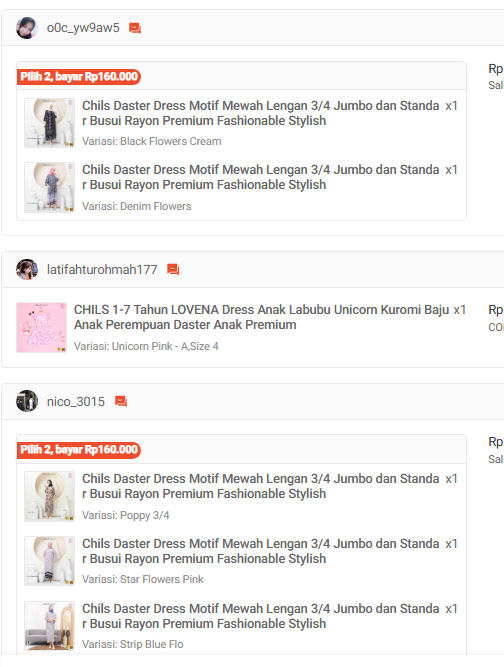 o0c_yw9aw5
Rp
Sal
Pilih 2, bayar Rp160.000
Chils Daster Dress Motif Mewah Lengan 3/4 Jumbo dan Standa x1
r Busui Rayon Premium Fashionable Stylish
Variasi: Black Flowers Cream
Chils Daster Dress Motif Mewah Lengan 3/4 Jumbo dan Standa x1
r Busui Rayon Premium Fashionable Stylish
Variasi: Denim Flowers
latifahturohmah177
CHILS 1-7 Tahun LOVENA Dress Anak Labubu Unicorn Kuromi Baju x1
Anak Perempuan Daster Anak Premium
Variasi: Unicorn Pink - A,Size 4
Rp
CO
nico_3015
Rp
Sal
Pilih 2, bayar Rp160.000
Chils Daster Dress Motif Mewah Lengan 3/4 Jumbo dan Standa x1
r Busui Rayon Premium Fashionable Stylish
Variasi: Poppy 3/4
Chils Daster Dress Motif Mewah Lengan 3/4 Jumbo dan Standa x1
r Busui Rayon Premium Fashionable Stylish
Variasi: Star Flowers Pink
Chils Daster Dress Motif Mewah Lengan 3/4 Jumbo dan Standa x1
r Busui Rayon Premium Fashionable Stylish
Variasi: Strip Blue Flo